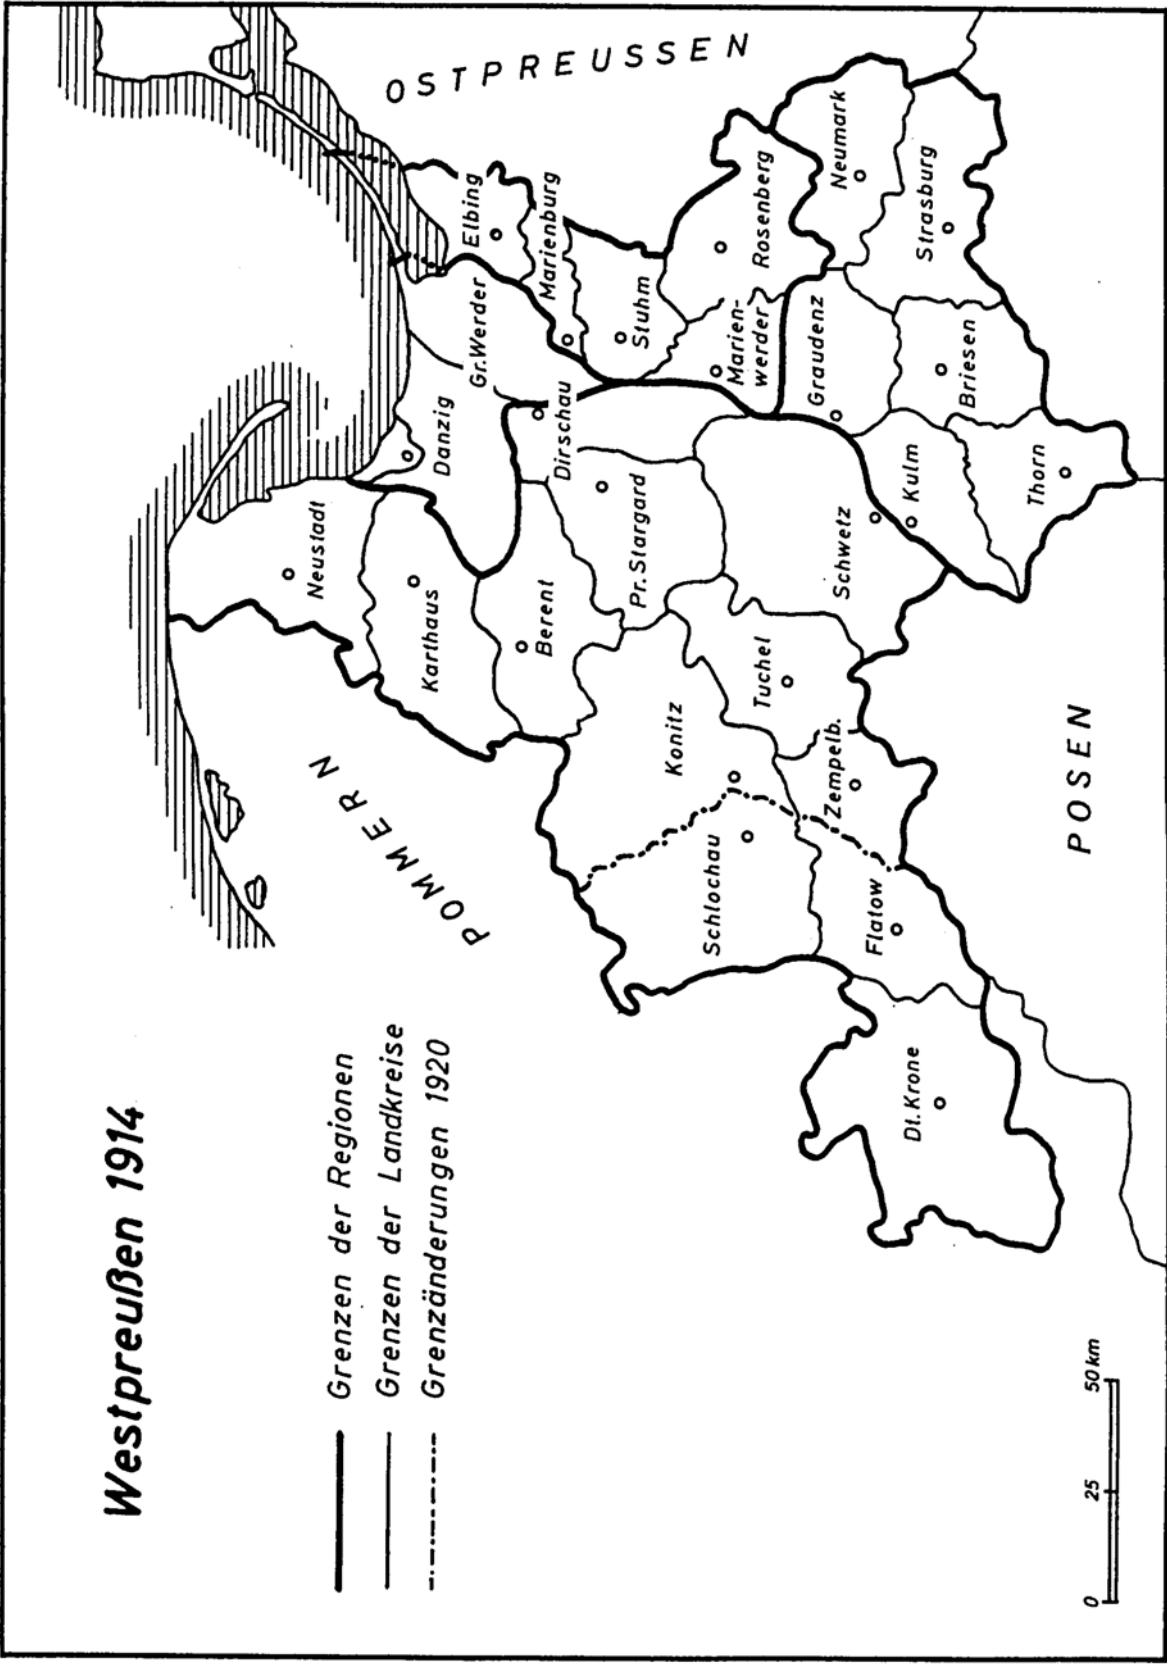 Westpreußen 1914
Grenzen der Regionen
Grenzen der Landkreise
Grenzänderungen 1920
POMMERN
OSTPREUSSEN
POSEN
Neustadt
Karthaus
Danzig
Gr. Werder
Elbing
Marienburg
Berent
Dirschau
Pr. Stargard
Stuhm
Marien-
werder
Rosenberg
Neumark
Konitz
Schlochau
Tuchel
Schwetz
Graudenz
Strasburg
Zempelb.
Flatow
Kulm
Briesen
Thorn
Dt. Krone
0 25 50 km